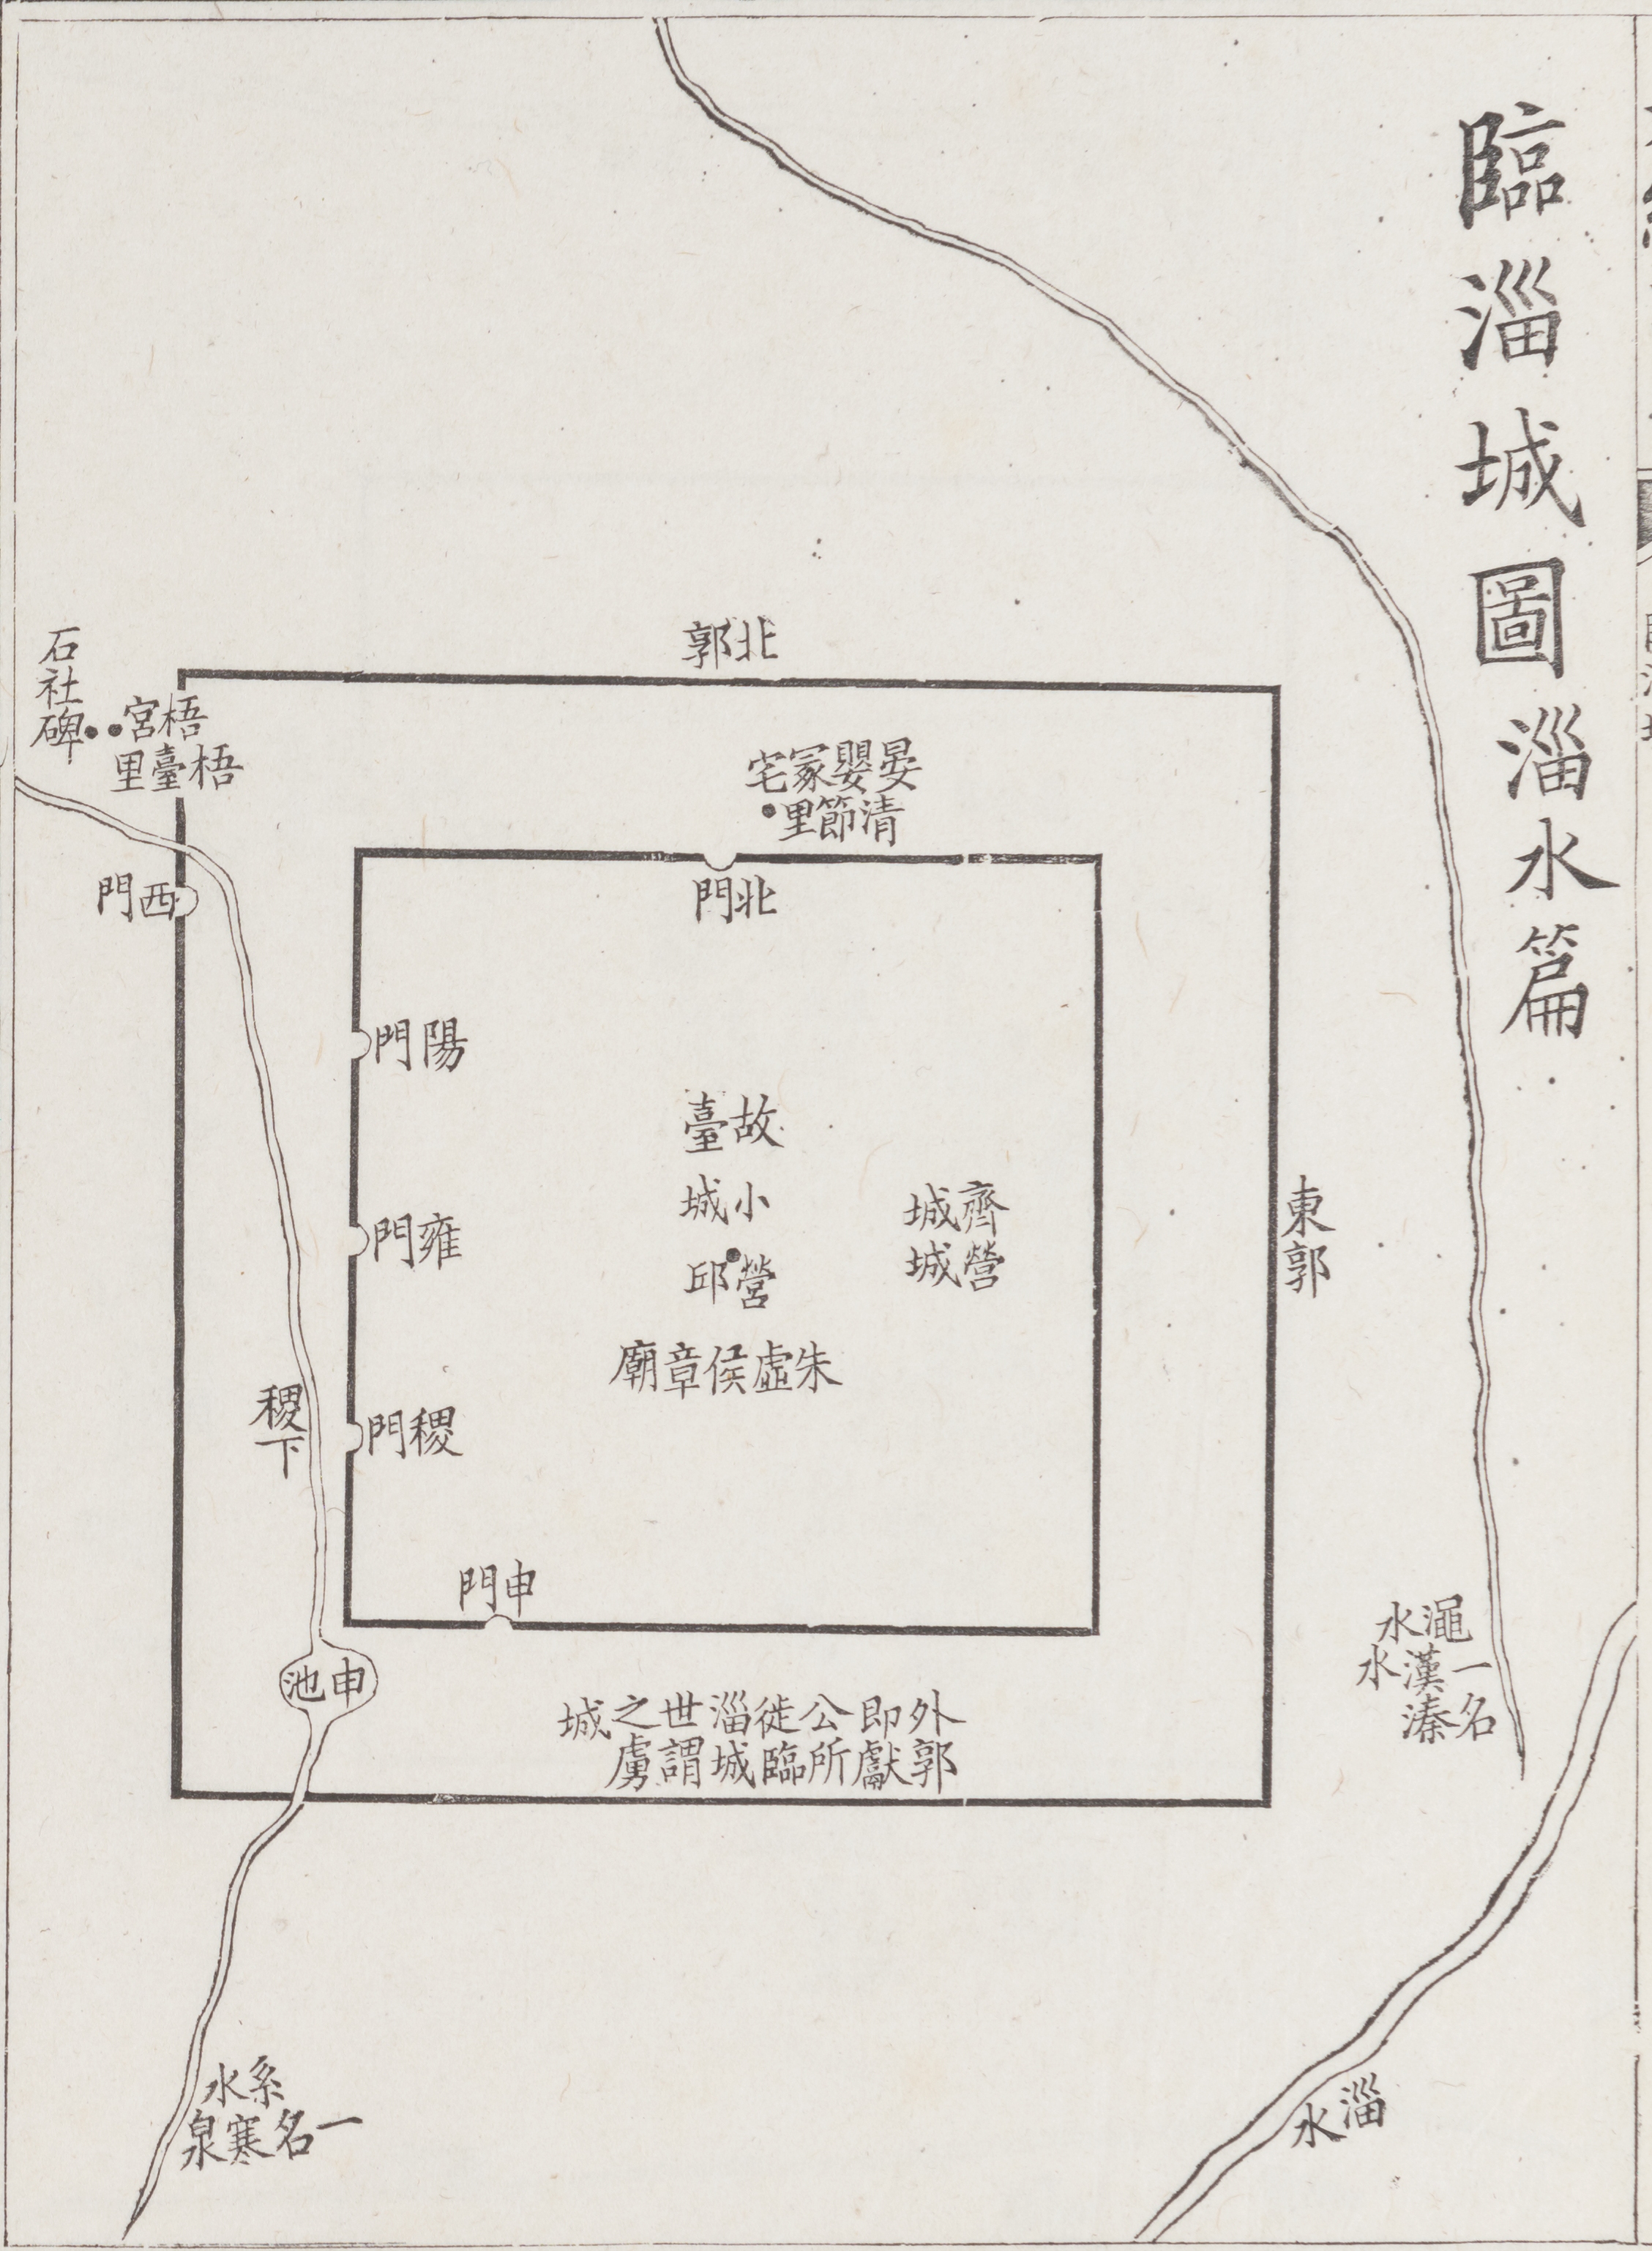 臨淄城圖 淄水篇
北郭
石社碑
梧宮
梧臺里
晏嬰冢宅
清節里
北門
西門
陽門
故臺
小城
營邱
齊城
營城
東郭
雍門
朱虛侯章廟
稷門
稷下
申門
申池
外郭即獻公所徙臨淄城世謂之虜城
澠水
一名漢溱水
系水
一名寒泉
淄水